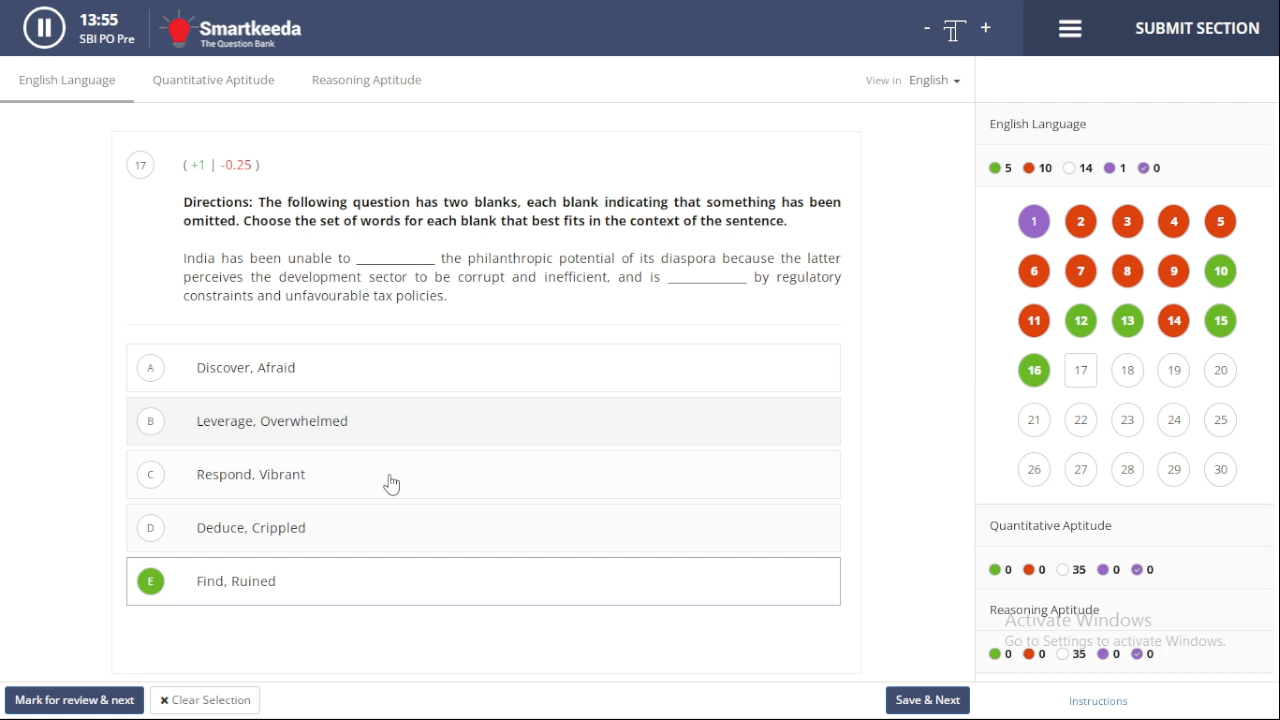 13:55
SBI PO Pre
Smartkeeda
The Question Bank
- T +
SUBMIT SECTION
English Language
Quantitative Aptitude
Reasoning Aptitude
View in English
17
( +1 | -0.25 )
Directions: The following question has two blanks, each blank indicating that something has been
omitted. Choose the set of words for each blank that best fits in the context of the sentence.
India has been unable to ____________ the philanthropic potential of its diaspora because the latter
perceives the development sector to be corrupt and inefficient, and is ____________ by regulatory
constraints and unfavourable tax policies.
A Discover, Afraid
B Leverage, Overwhelmed
C Respond, Vibrant
D Deduce, Crippled
E Find, Ruined
Mark for review & next
✖ Clear Selection
Save & Next
English Language
5 10 14 1 0
1 2 3 4 5
6 7 8 9 10
11 12 13 14 15
16 17 18 19 20
21 22 23 24 25
26 27 28 29 30
Quantitative Aptitude
0 0 35 0 0
Reasoning Aptitude
Activate Windows
Go to Settings to activate Windows.
0 0 35 0 0
Instructions